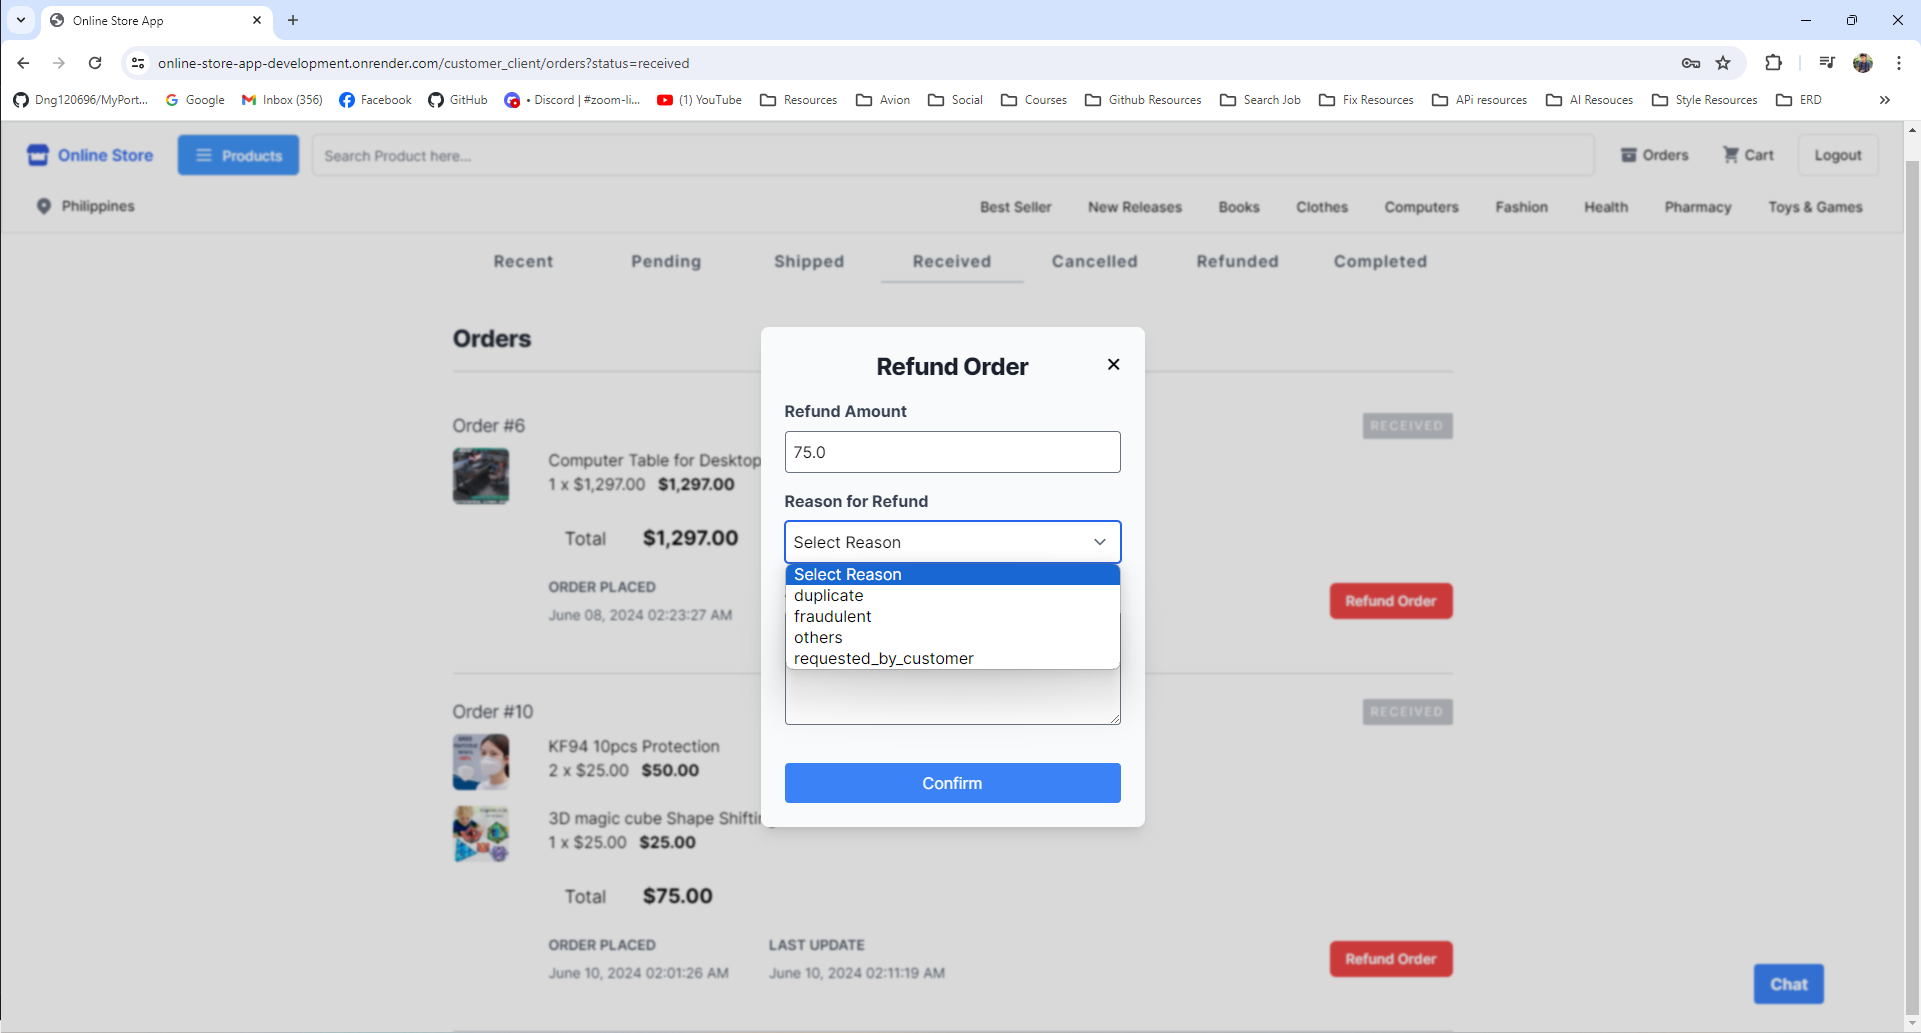 Online Store App
online-store-app-development.onrender.com/customer_client/orders?status=received
Dng120696/MyPort...
Google
Inbox (356)
Facebook
GitHub
• Discord | #zoom-li...
(1) YouTube
Resources
Avion
Social
Courses
Github Resources
Search Job
Fix Resources
APi resources
AI Resouces
Style Resources
ERD
Online Store
Products
Search Product here...
Orders
Cart
Logout
Philippines
Best Seller
New Releases
Books
Clothes
Computers
Fashion
Health
Pharmacy
Toys & Games
Recent
Pending
Shipped
Received
Cancelled
Refunded
Completed
Orders
Order #6
RECEIVED
Computer Table for Desktop
1 x $1,297.00 $1,297.00
Total $1,297.00
ORDER PLACED
June 08, 2024 02:23:27 AM
Refund Order
Order #10
RECEIVED
KF94 10pcs Protection
2 x $25.00 $50.00
3D magic cube Shape Shifting
1 x $25.00 $25.00
Total $75.00
ORDER PLACED
June 10, 2024 02:01:26 AM
LAST UPDATE
June 10, 2024 02:11:19 AM
Refund Order
Refund Order
Refund Amount
75.0
Reason for Refund
Select Reason
Select Reason
duplicate
fraudulent
others
requested_by_customer
Confirm
Chat